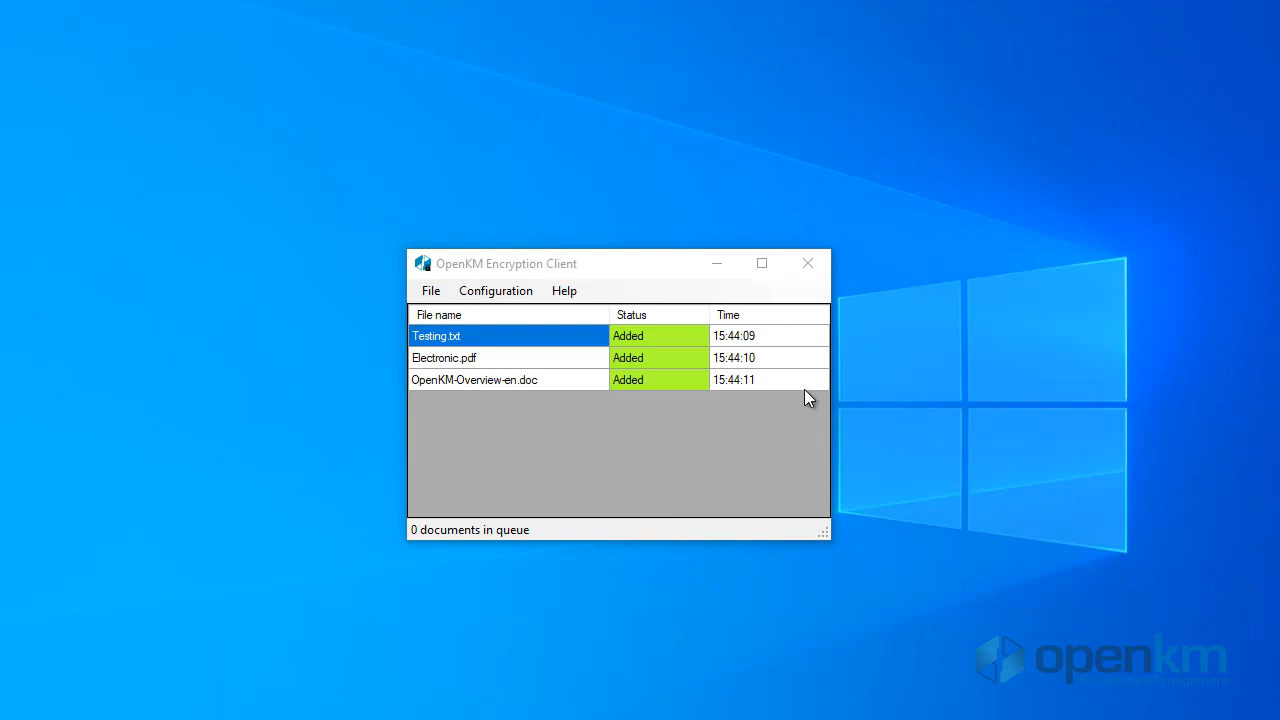 OpenKM Encryption Client
File Configuration Help
File name Status Time
Testing.txt Added 15:44:09
Electronic.pdf Added 15:44:10
OpenKM-Overview-en.doc Added 15:44:11
0 documents in queue
openkm
Management